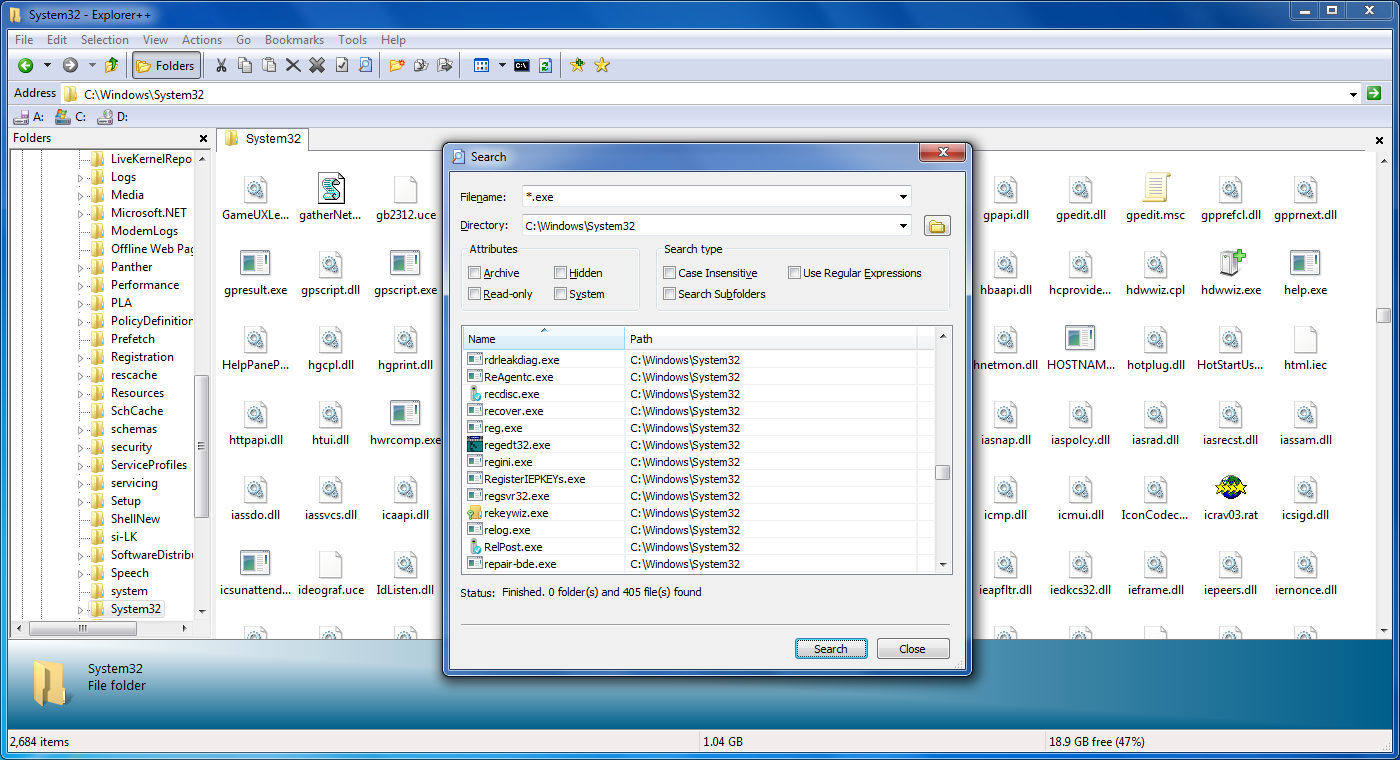 System32 - Explorer++
File Edit Selection View Actions Go Bookmarks Tools Help
Folders
Address C:\Windows\System32
A: C: D:
Folders
LiveKernelRepo
Logs
Media
Microsoft.NET
ModemLogs
Offline Web Pag
Panther
Performance
PLA
PolicyDefinition
Prefetch
Registration
rescache
Resources
SchCache
schemas
security
ServiceProfiles
servicing
Setup
ShellNew
si-LK
SoftwareDistrib
Speech
system
System32
System32
GameUXLe... gatherNet... gb2312.uce
gpresult.exe gpscript.dll gpscript.exe
HelpPaneP... hgcpl.dll hgprint.dll
httpapi.dll htui.dll hwrcomp.exe
iassdo.dll iassvcs.dll icaapi.dll
icsunattend... ideograf.uce IdListen.dll
Search
Filename: *.exe
Directory: C:\Windows\System32
Attributes
Archive Hidden
Read-only System
Search type
Case Insensitive Use Regular Expressions
Search Subfolders
Name Path
rdrleakdiag.exe C:\Windows\System32
ReAgentc.exe C:\Windows\System32
recdisc.exe C:\Windows\System32
recover.exe C:\Windows\System32
reg.exe C:\Windows\System32
regedt32.exe C:\Windows\System32
regini.exe C:\Windows\System32
RegisterIEPKEYs.exe C:\Windows\System32
regsvr32.exe C:\Windows\System32
rekeywiz.exe C:\Windows\System32
relog.exe C:\Windows\System32
RelPost.exe C:\Windows\System32
repair-bde.exe C:\Windows\System32
Status: Finished. 0 folder(s) and 405 file(s) found
Search Close
gpapi.dll gpedit.dll gpedit.msc gpprefcl.dll gpprnext.dll
hbaapi.dll hcprovide... hdwwiz.cpl hdwwiz.exe help.exe
hnetmon.dll HOSTNAM... hotplug.dll HotStartUs... html.iec
iasnap.dll iaspolcy.dll iasrad.dll iasrecst.dll iassam.dll
icmp.dll icmui.dll IconCodec... icrav03.rat icsigd.dll
ieapfltr.dll iedkcs32.dll ieframe.dll iepeers.dll iernonce.dll
System32
File folder
2,684 items 1.04 GB 18.9 GB free (47%)